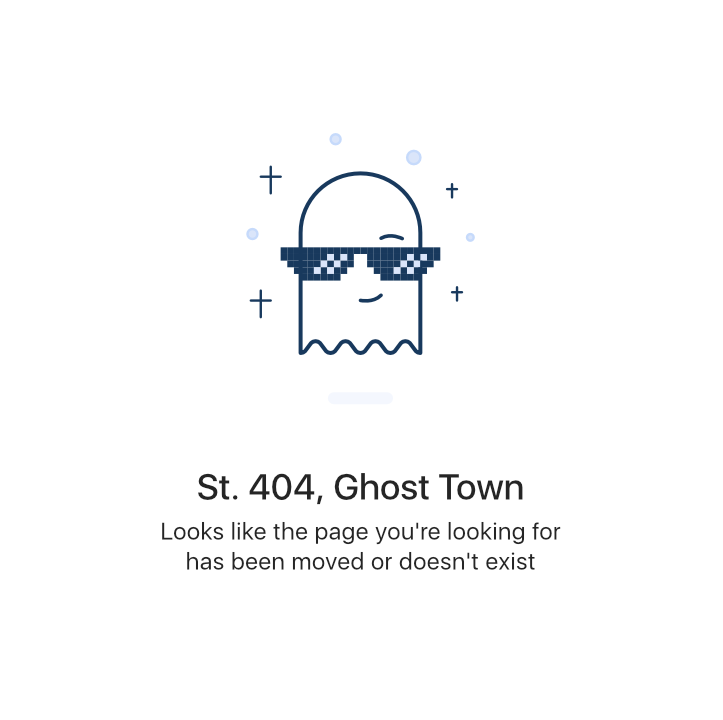 St. 404, Ghost Town
Looks like the page you're looking for
has been moved or doesn't exist